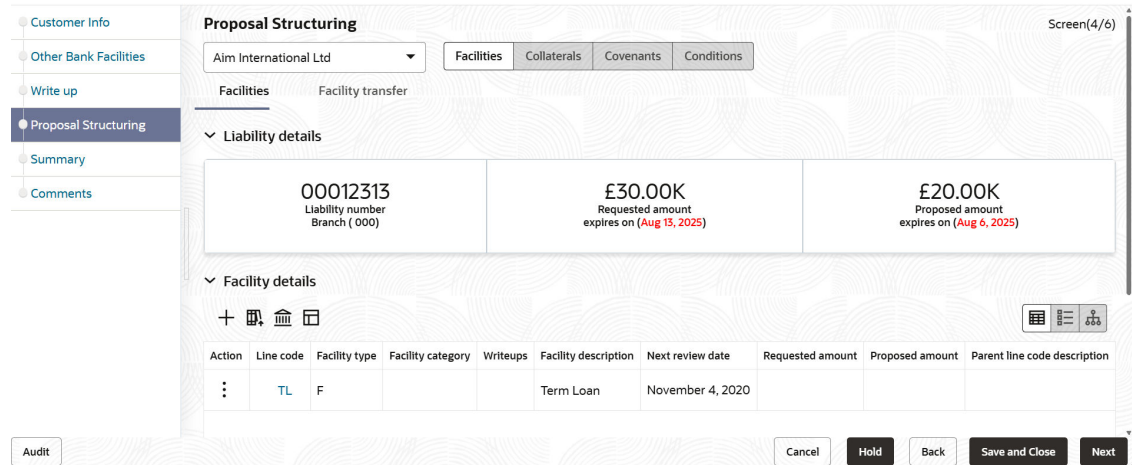 Customer Info
Other Bank Facilities
Write up
Proposal Structuring
Summary
Comments
Proposal Structuring
Screen(4/6)
Aim International Ltd
Facilities Collaterals Covenants Conditions
Facilities Facility transfer
Liability details
00012313
Liability number
Branch ( 000)
£30.00K
Requested amount
expires on (Aug 13, 2025)
£20.00K
Proposed amount
expires on (Aug 6, 2025)
Facility details
Action Line code Facility type Facility category Writeups Facility description Next review date Requested amount Proposed amount Parent line code description
TL F Term Loan November 4, 2020
Audit Cancel Hold Back Save and Close Next